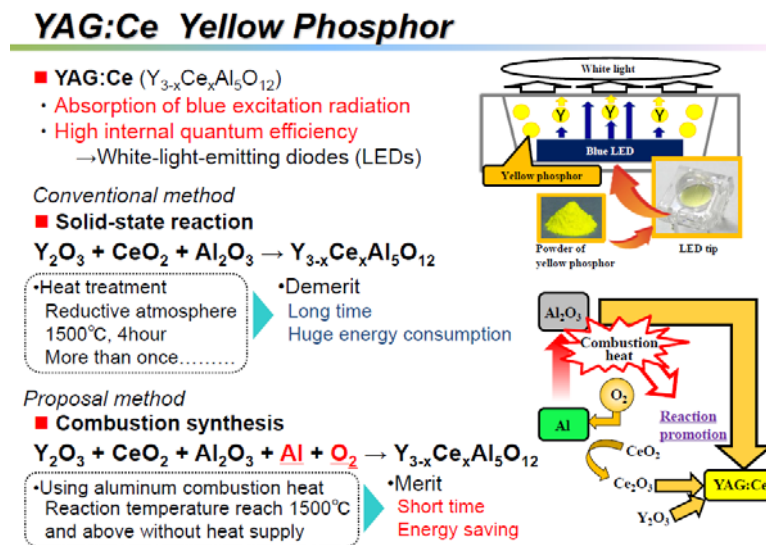 YAG:Ce Yellow Phosphor
■ YAG:Ce (Y₃₋ₓCeₓAl₅O₁₂)
・Absorption of blue excitation radiation
・High internal quantum efficiency
→White-light-emitting diodes (LEDs)
White light
Y Y Y
Blue LED
Yellow phosphor
Powder of
yellow phosphor
LED tip
Conventional method
■ Solid-state reaction
Y₂O₃ + CeO₂ + Al₂O₃ → Y₃₋ₓCeₓAl₅O₁₂
•Heat treatment
Reductive atmosphere
1500℃, 4hour
More than once………
•Demerit
Long time
Huge energy consumption
Proposal method
■ Combustion synthesis
Y₂O₃ + CeO₂ + Al₂O₃ + Al + O₂ → Y₃₋ₓCeₓAl₅O₁₂
•Using aluminum combustion heat
Reaction temperature reach 1500℃
and above without heat supply
•Merit
Short time
Energy saving
Al₂O₃
Combustion
heat
O₂
Al
Reaction
promotion
CeO₂
Ce₂O₃
YAG:Ce
Y₂O₃